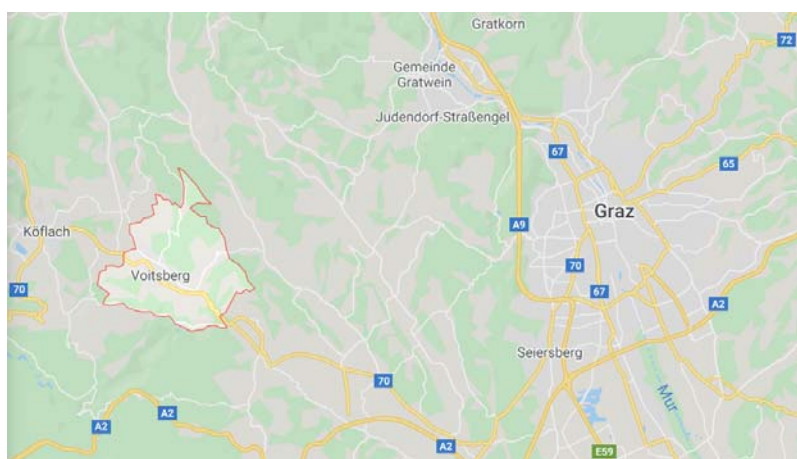 Gratkorn
72
Gemeinde
Gratwein
Judendorf-Straßengel
67
65
Graz
A9
Köflach
Voitsberg
70
70
67
A2
Seiersberg
70
Mur
A2
A2
A2
E59